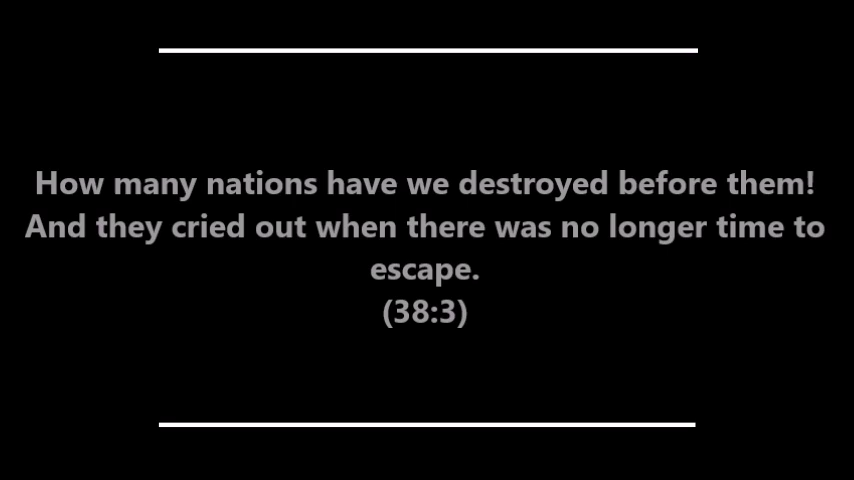 How many nations have we destroyed before them!
And they cried out when there was no longer time to
escape.
(38:3)